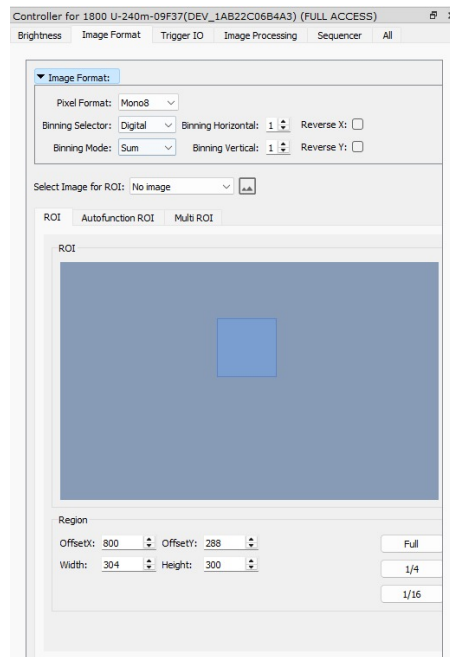 Controller for 1800 U-240m-09F37(DEV_1AB22C06B4A3) (FULL ACCESS)
Brightness Image Format Trigger IO Image Processing Sequencer All
Image Format:
Pixel Format: Mono8
Binning Selector: Digital Binning Horizontal: 1 Reverse X:
Binning Mode: Sum Binning Vertical: 1 Reverse Y:
Select Image for ROI: No image
ROI Autofunction ROI Multi ROI
ROI
Region
OffsetX: 800 OffsetY: 288 Full
Width: 304 Height: 300 1/4
1/16